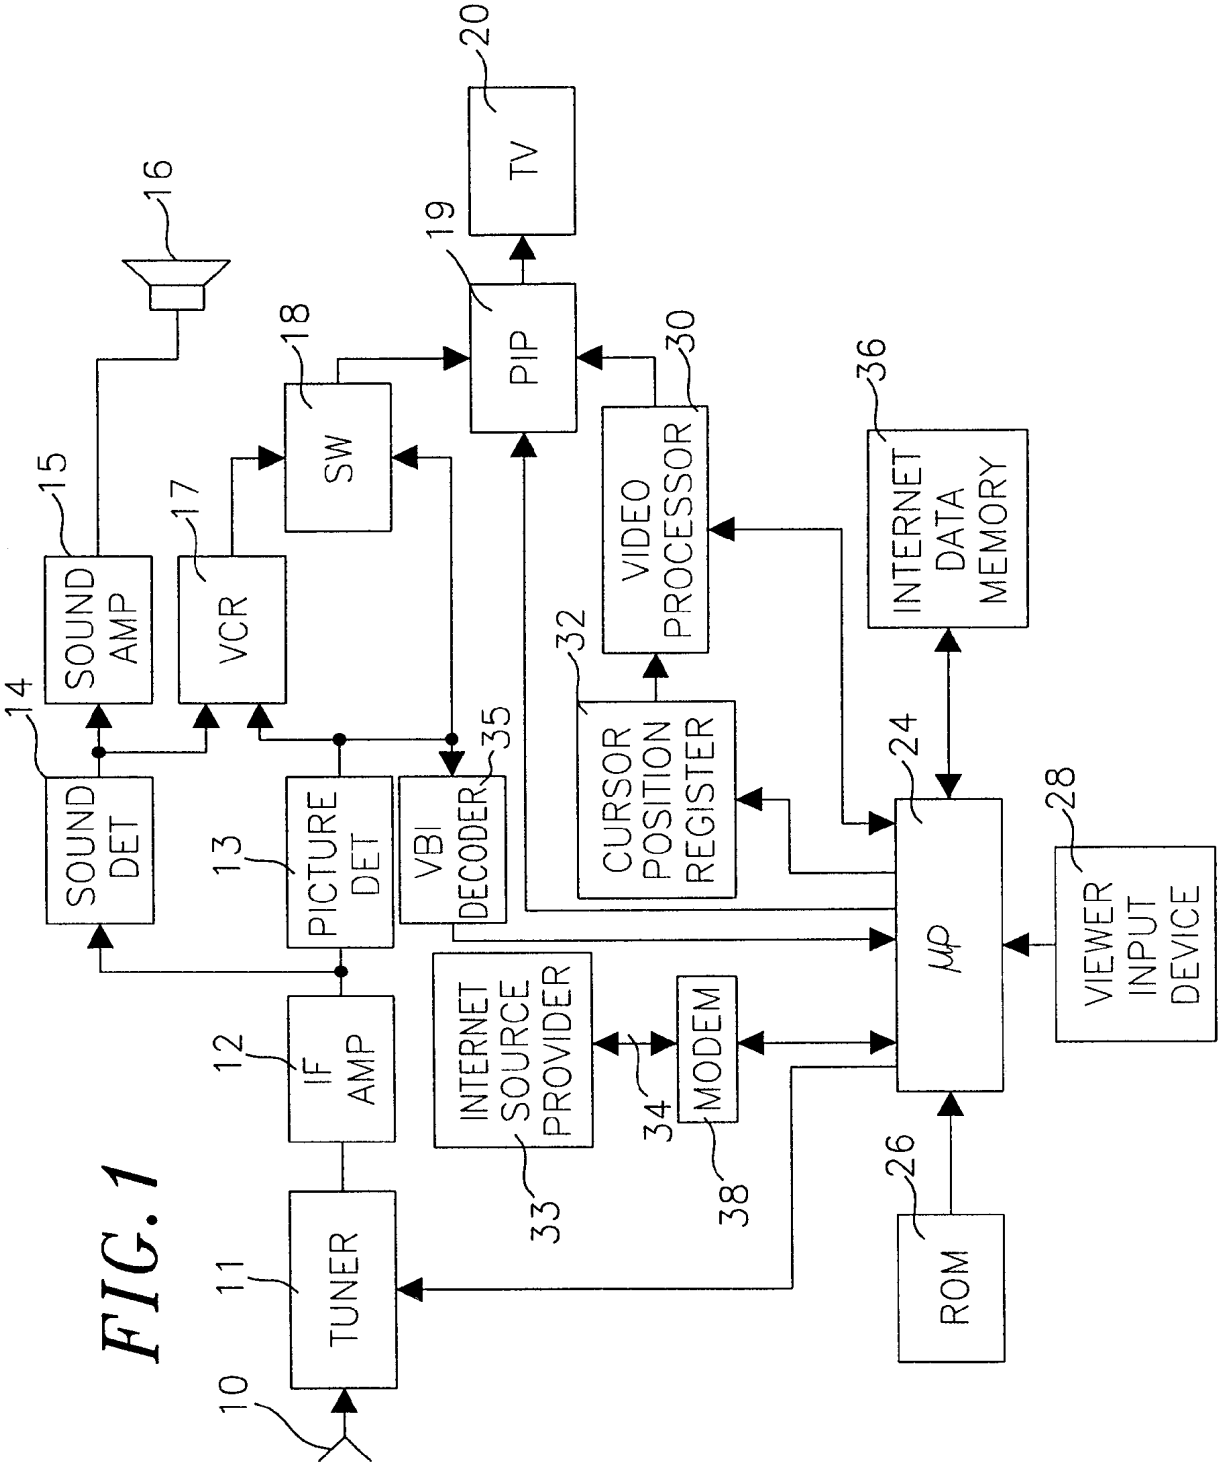 FIG.1
10
11
TUNER
12
IF
AMP
13
PICTURE
DET
14
SOUND
DET
15
SOUND
AMP
16
17
VCR
18
SW
19
PIP
20
TV
VBI
DECODER
35
INTERNET
SOURCE
PROVIDER
33
34
MODEM
38
CURSOR
POSITION
REGISTER
32
VIDEO
PROCESSOR
30
INTERNET
DATA
MEMORY
36
μP
24
ROM
26
VIEWER
INPUT
DEVICE
28